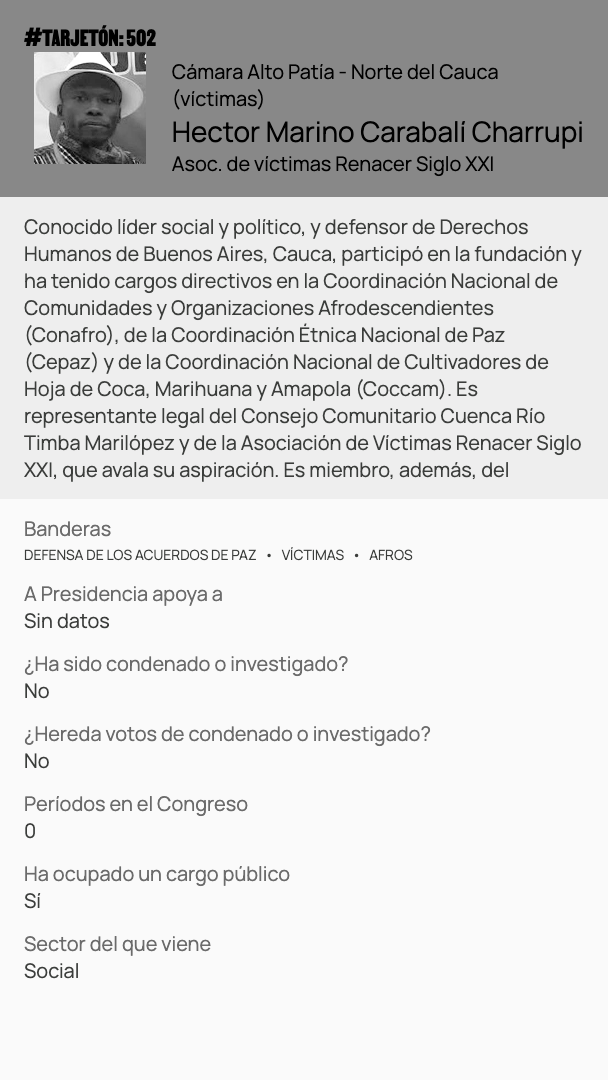 #TARJETÓN: 502
Cámara Alto Patía - Norte del Cauca
(víctimas)
Hector Marino Carabalí Charrupi
Asoc. de víctimas Renacer Siglo XXI
Conocido líder social y político, y defensor de Derechos
Humanos de Buenos Aires, Cauca, participó en la fundación y
ha tenido cargos directivos en la Coordinación Nacional de
Comunidades y Organizaciones Afrodescendientes
(Conafro), de la Coordinación Étnica Nacional de Paz
(Cepaz) y de la Coordinación Nacional de Cultivadores de
Hoja de Coca, Marihuana y Amapola (Coccam). Es
representante legal del Consejo Comunitario Cuenca Río
Timba Marilópez y de la Asociación de Víctimas Renacer Siglo
XXI, que avala su aspiración. Es miembro, además, del
Banderas
DEFENSA DE LOS ACUERDOS DE PAZ • VÍCTIMAS • AFROS
A Presidencia apoya a
Sin datos
¿Ha sido condenado o investigado?
No
¿Hereda votos de condenado o investigado?
No
Períodos en el Congreso
0
Ha ocupado un cargo público
Sí
Sector del que viene
Social